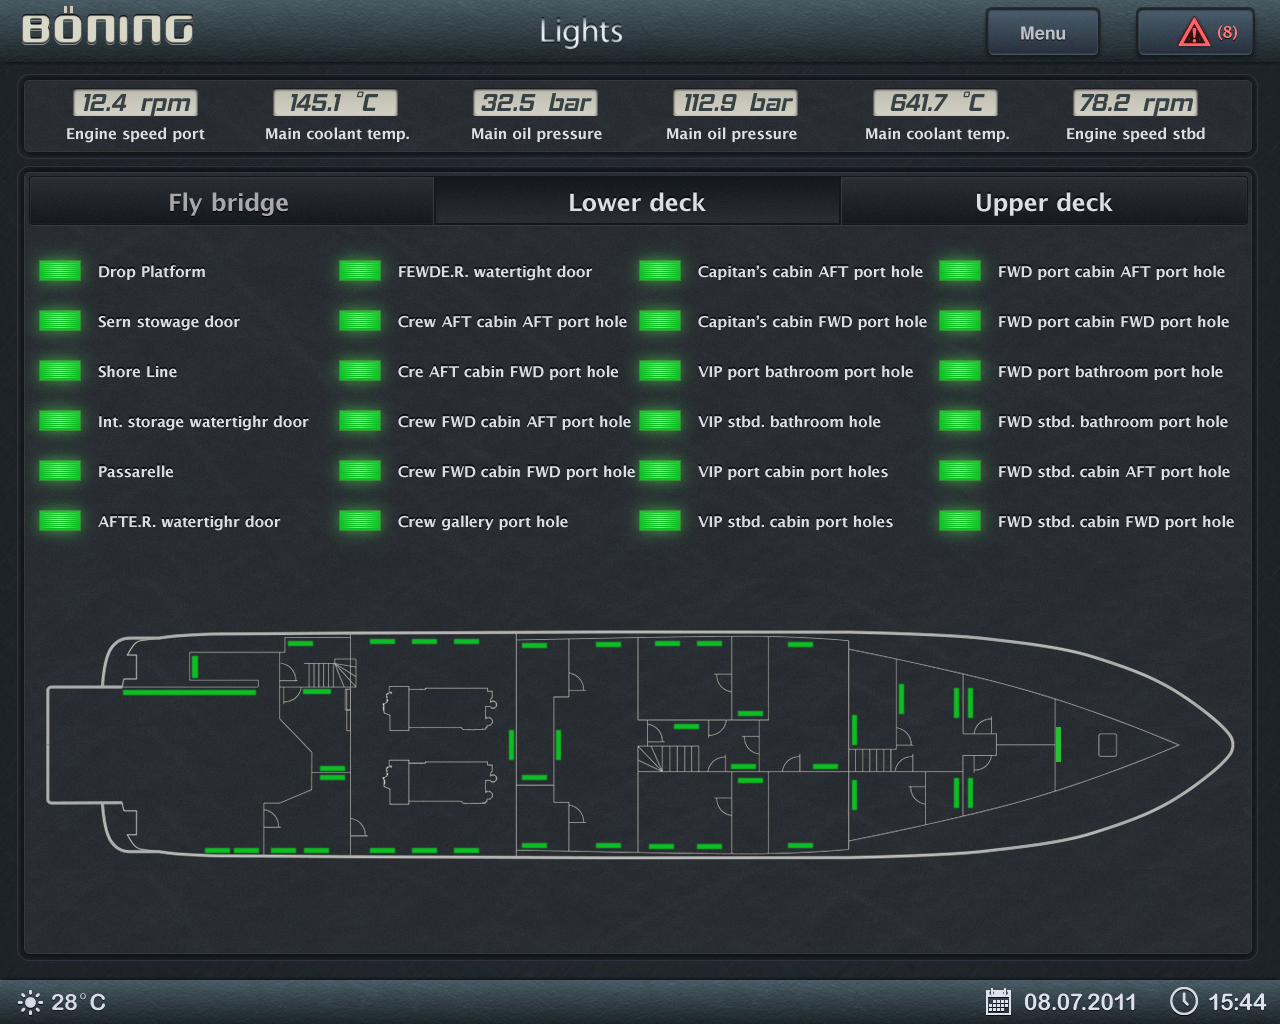 BÖNING
Lights
Menu
(8)
12.4 rpm
145.1 °C
32.5 bar
112.9 bar
641.7 °C
78.2 rpm
Engine speed port
Main coolant temp.
Main oil pressure
Main oil pressure
Main coolant temp.
Engine speed stbd
Fly bridge
Lower deck
Upper deck
Drop Platform
FEWDE.R. watertight door
Capitan's cabin AFT port hole
FWD port cabin AFT port hole
Sern stowage door
Crew AFT cabin AFT port hole
Capitan's cabin FWD port hole
FWD port cabin FWD port hole
Shore Line
Cre AFT cabin FWD port hole
VIP port bathroom port hole
FWD port bathroom port hole
Int. storage watertighr door
Crew FWD cabin AFT port hole
VIP stbd. bathroom hole
FWD stbd. bathroom port hole
Passarelle
Crew FWD cabin FWD port hole
VIP port cabin port holes
FWD stbd. cabin AFT port hole
AFTE.R. watertighr door
Crew gallery port hole
VIP stbd. cabin port holes
FWD stbd. cabin FWD port hole
28°C
08.07.2011
15:44